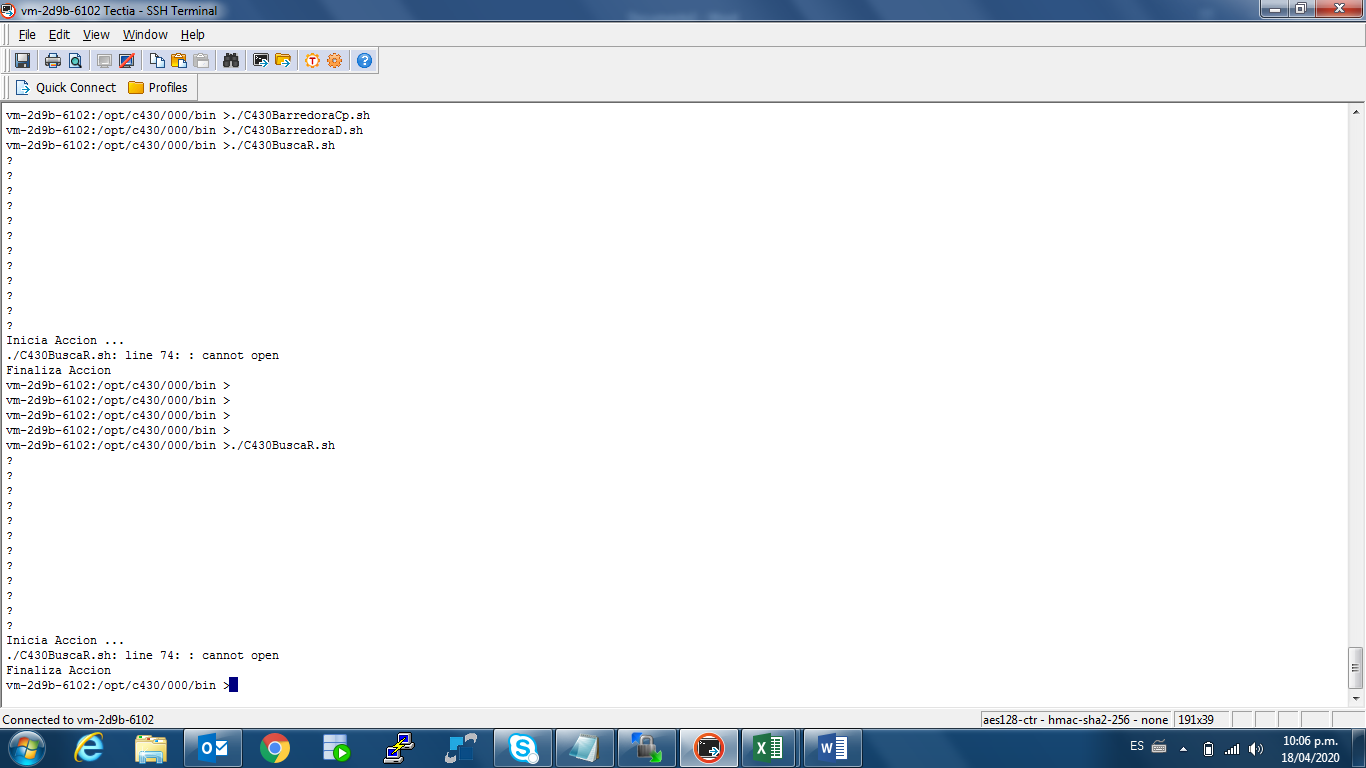 vm-2d9b-6102 Tectia - SSH Terminal
File Edit View Window Help
Quick Connect Profiles
vm-2d9b-6102:/opt/c430/000/bin >./C430BarredoraCp.sh
vm-2d9b-6102:/opt/c430/000/bin >./C430BarredoraD.sh
vm-2d9b-6102:/opt/c430/000/bin >./C430BuscaR.sh
?
?
?
?
?
?
?
?
?
?
?
?
Inicia Accion ...
./C430BuscaR.sh: line 74: : cannot open
Finaliza Accion
vm-2d9b-6102:/opt/c430/000/bin >
vm-2d9b-6102:/opt/c430/000/bin >
vm-2d9b-6102:/opt/c430/000/bin >
vm-2d9b-6102:/opt/c430/000/bin >
vm-2d9b-6102:/opt/c430/000/bin >./C430BuscaR.sh
?
?
?
?
?
?
?
?
?
?
?
?
Inicia Accion ...
./C430BuscaR.sh: line 74: : cannot open
Finaliza Accion
vm-2d9b-6102:/opt/c430/000/bin >
Connected to vm-2d9b-6102
aes128-ctr - hmac-sha2-256 - none 191x39
ES
10:06 p.m.
18/04/2020